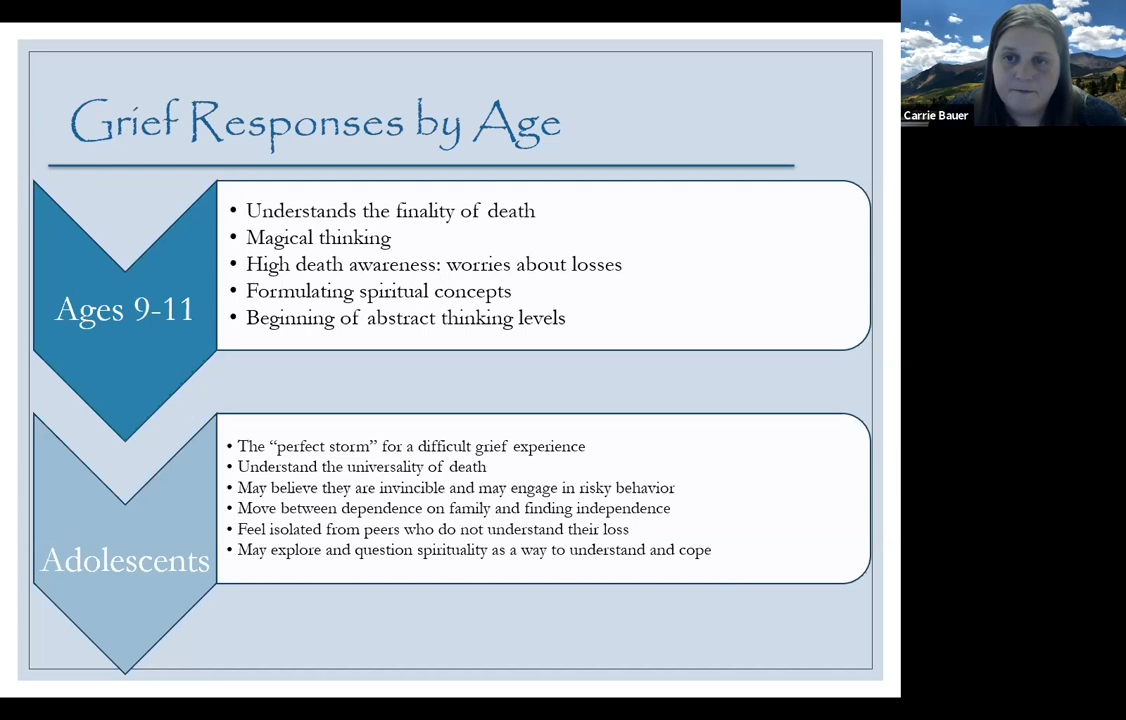 Grief Responses by Age
Ages 9-11
• Understands the finality of death
• Magical thinking
• High death awareness: worries about losses
• Formulating spiritual concepts
• Beginning of abstract thinking levels
Adolescents
• The “perfect storm” for a difficult grief experience
• Understand the universality of death
• May believe they are invincible and may engage in risky behavior
• Move between dependence on family and finding independence
• Feel isolated from peers who do not understand their loss
• May explore and question spirituality as a way to understand and cope
Carrie Bauer